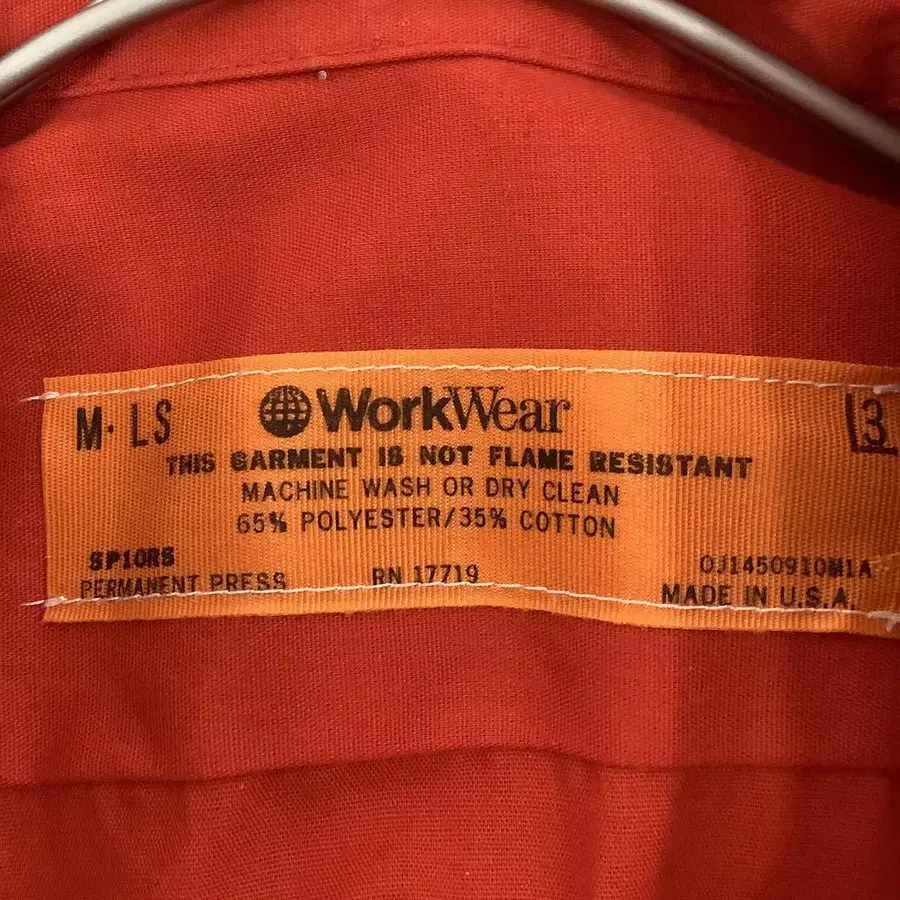 M· LS WorkWear 3
THIS GARMENT IS NOT FLAME RESISTANT
MACHINE WASH OR DRY CLEAN
65% POLYESTER/35% COTTON
SP10RS RN 17719 OJ1450910M1A
PERMANENT PRESS MADE IN U.S.A.